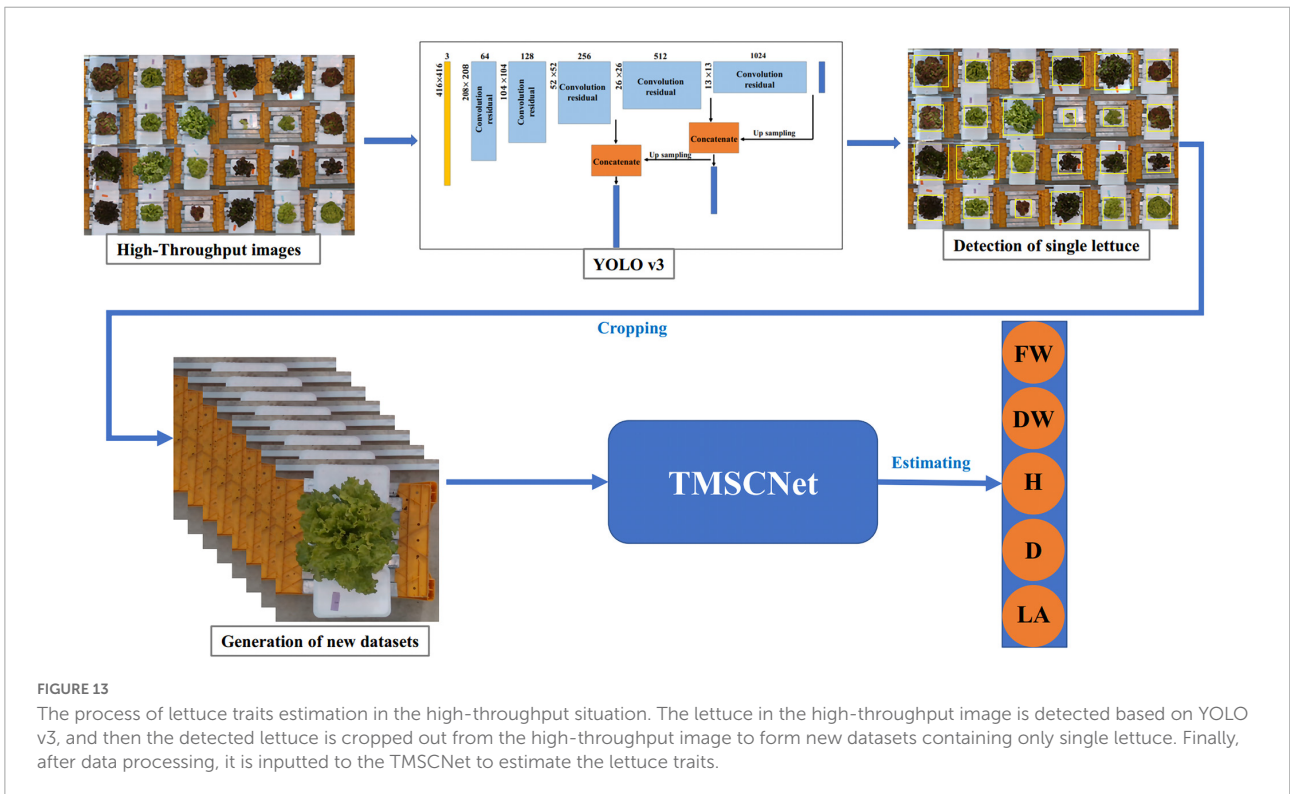 3
64
128
256
512
1024
416×416
208× 208
104 ×104
52 ×52
26 ×26
13 ×13
Convolution
residual
Convolution
residual
Convolution
residual
Convolution
residual
Convolution
residual
Concatenate
Up sampling
Concatenate
Up sampling
High-Throughput images
YOLO v3
Detection of single lettuce
Cropping
FW
DW
H
D
LA
TMSCNet
Estimating
Generation of new datasets
FIGURE 13
The process of lettuce traits estimation in the high-throughput situation. The lettuce in the high-throughput image is detected based on YOLO
v3, and then the detected lettuce is cropped out from the high-throughput image to form new datasets containing only single lettuce. Finally,
after data processing, it is inputted to the TMSCNet to estimate the lettuce traits.